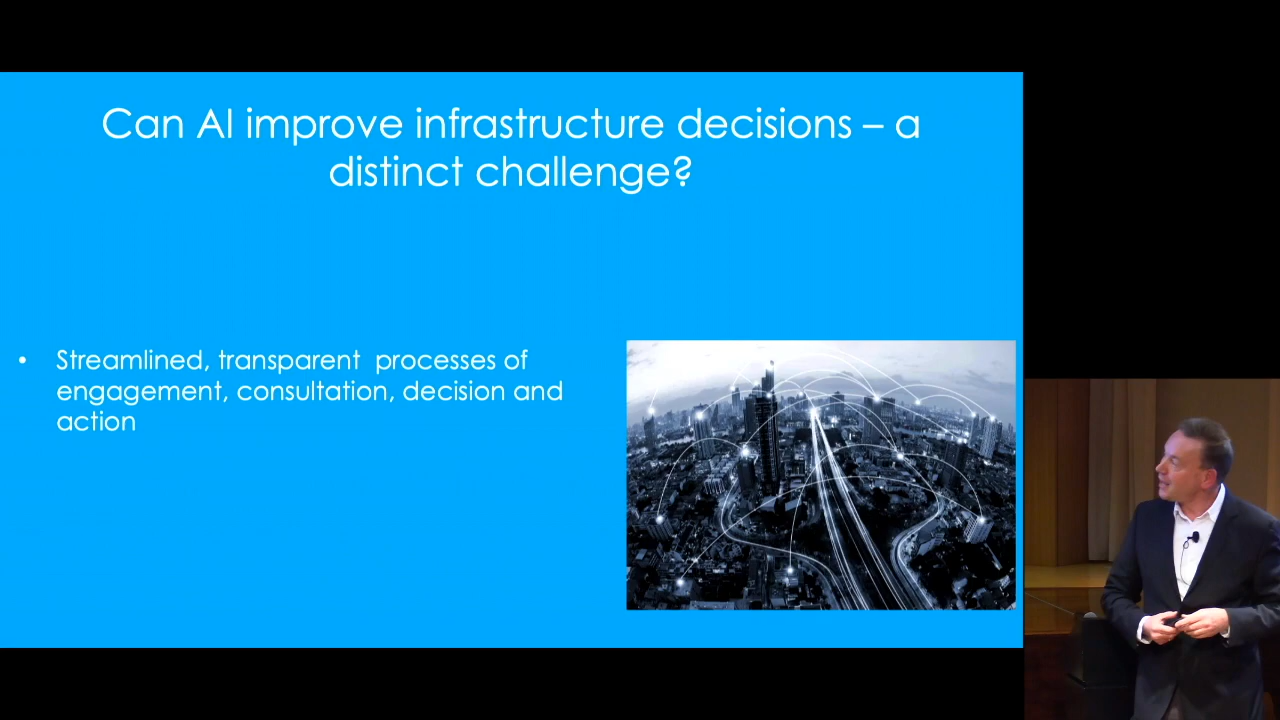 Can AI improve infrastructure decisions – a
distinct challenge?
• Streamlined, transparent  processes of
engagement, consultation, decision and
action